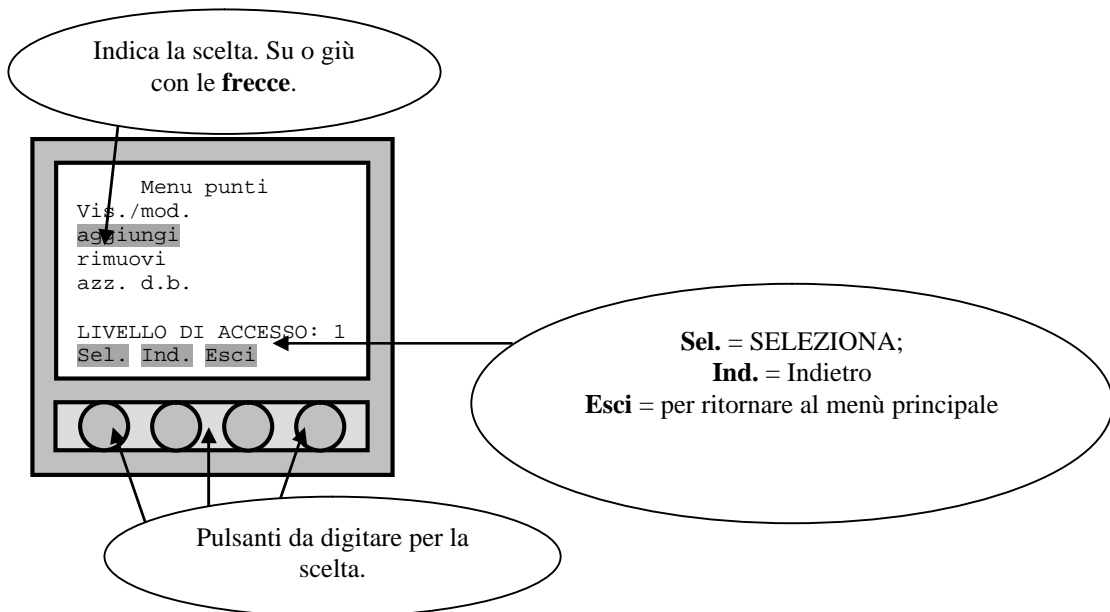 Indica la scelta. Su o giù
con le frecce.
Menu punti
Vis./mod.
aggiungi
rimuovi
azz. d.b.
LIVELLO DI ACCESSO: 1
Sel. Ind. Esci
Sel. = SELEZIONA;
Ind. = Indietro
Esci = per ritornare al menù principale
Pulsanti da digitare per la
scelta.